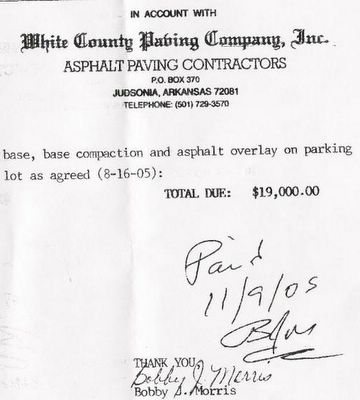 IN ACCOUNT WITH
White County Paving Company, Inc.
ASPHALT PAVING CONTRACTORS
P.O. BOX 370
JUDSONIA, ARKANSAS 72081
TELEPHONE: (501) 729-3570
base, base compaction and asphalt overlay on parking
lot as agreed (8-16-05):
TOTAL DUE: $19,000.00
Paid
11/9/05
THANK YOU
Bobby J. Morris
Bobby S. Morris